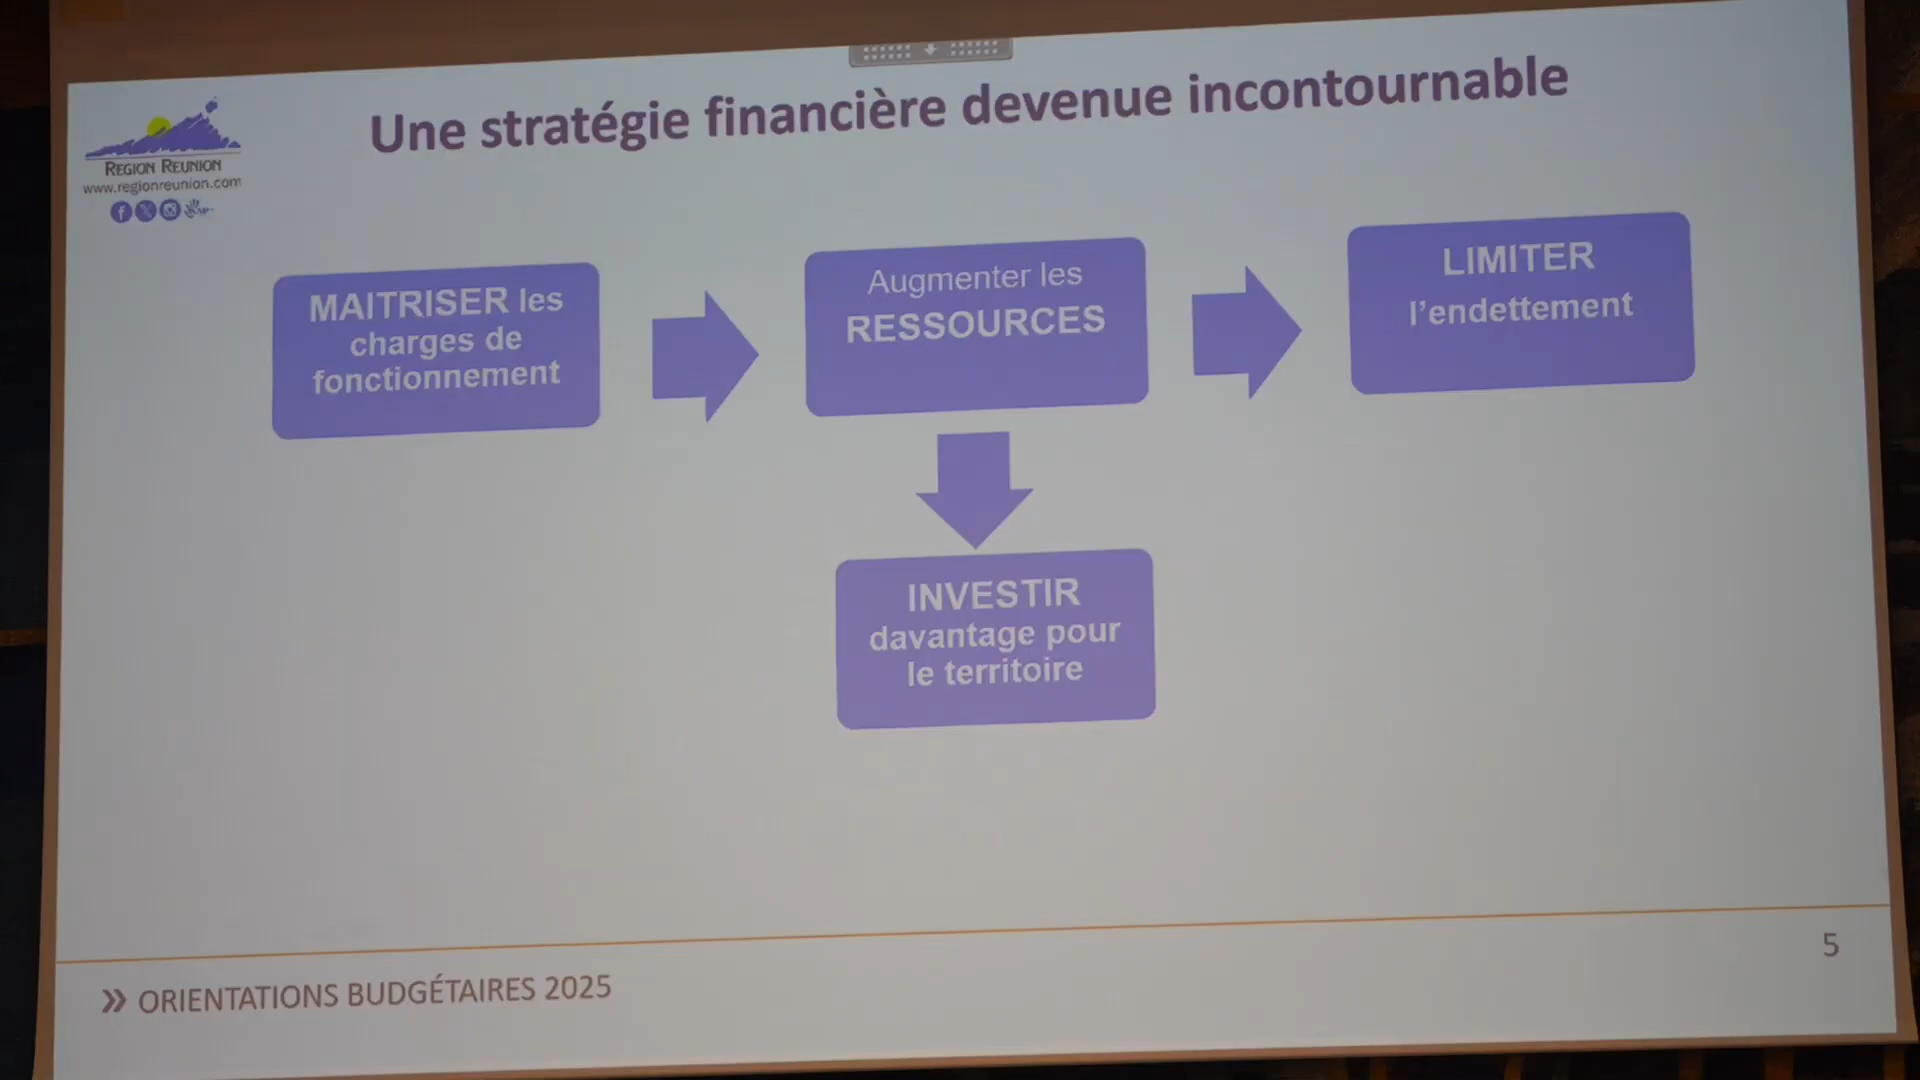 Une stratégie financière devenue incontournable
REGION REUNION
www.regionreunion.com
MAITRISER les
charges de
fonctionnement
Augmenter les
RESSOURCES
LIMITER
l'endettement
INVESTIR
davantage pour
le territoire
» ORIENTATIONS BUDGÉTAIRES 2025
5